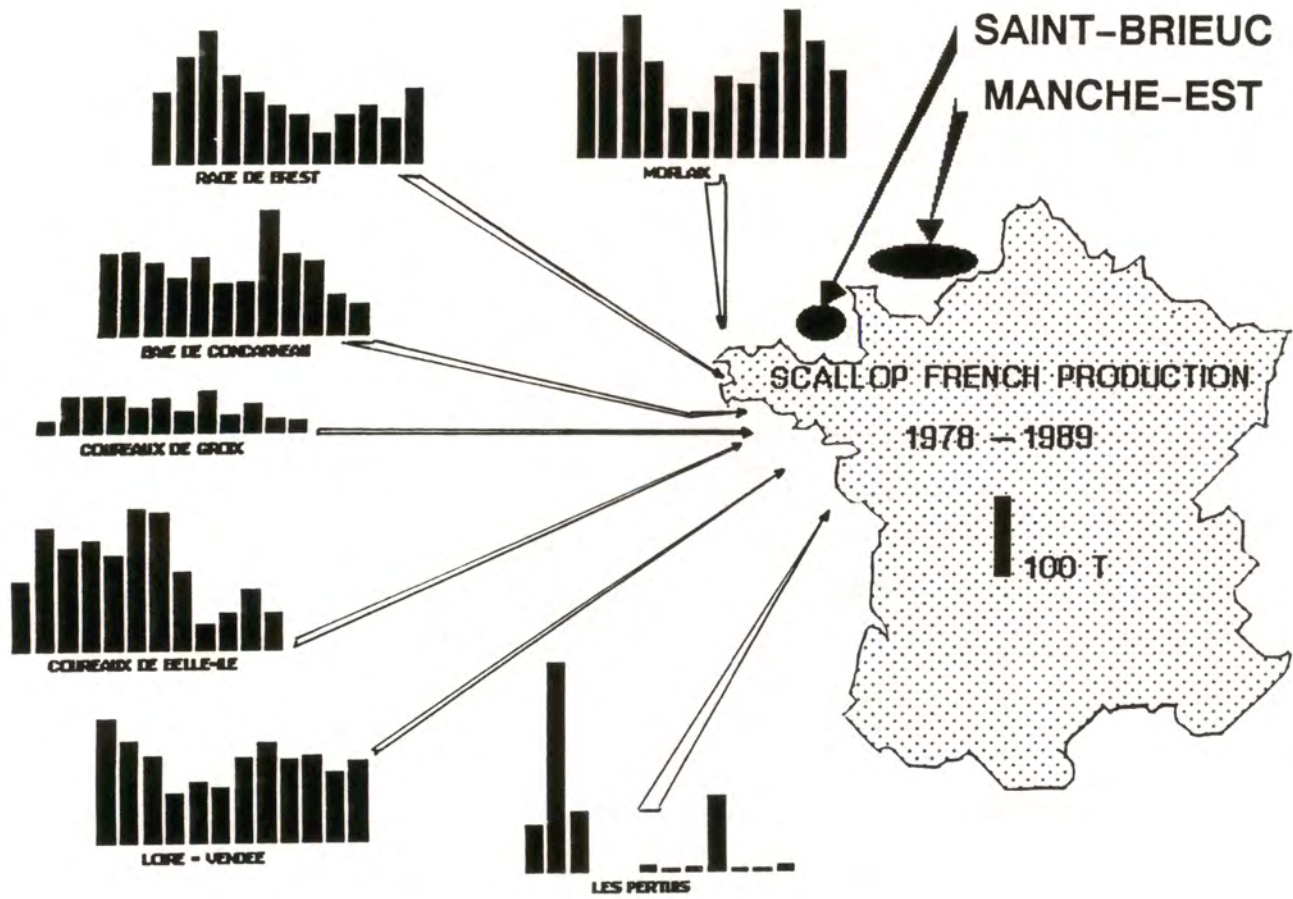 SAINT-BRIEUC
MANCHE-EST
RADE DE BREST
MORLAIX
BAIE DE CONCARNEAU
SCALLOP FRENCH PRODUCTION
1978 - 1989
COUREAUX DE GROIX
100 T
COUREAUX DE BELLE-ILE
LOIRE - VENDEE
LES PERTUIS